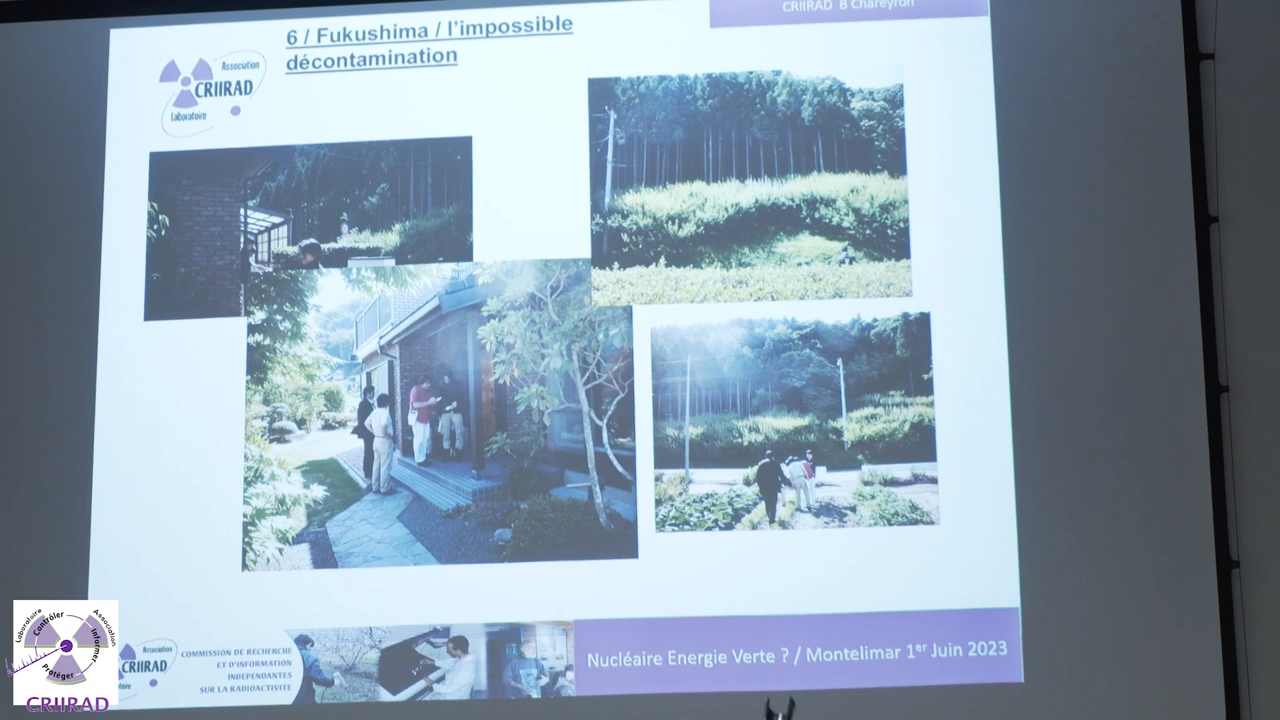 CRIIRAD B Chareyron
6 / Fukushima / l'impossible
décontamination
Association
CRIIRAD
Laboratoire
Association
CRIIRAD
COMMISSION DE RECHERCHE
ET D'INFORMATION
INDEPENDANTES
SUR LA RADIOACTIVITE
Nucléaire Energie Verte ? / Montelimar 1er Juin 2023
Laboratoire
Association
Contrôler
Informer
Protéger
CRIIRAD